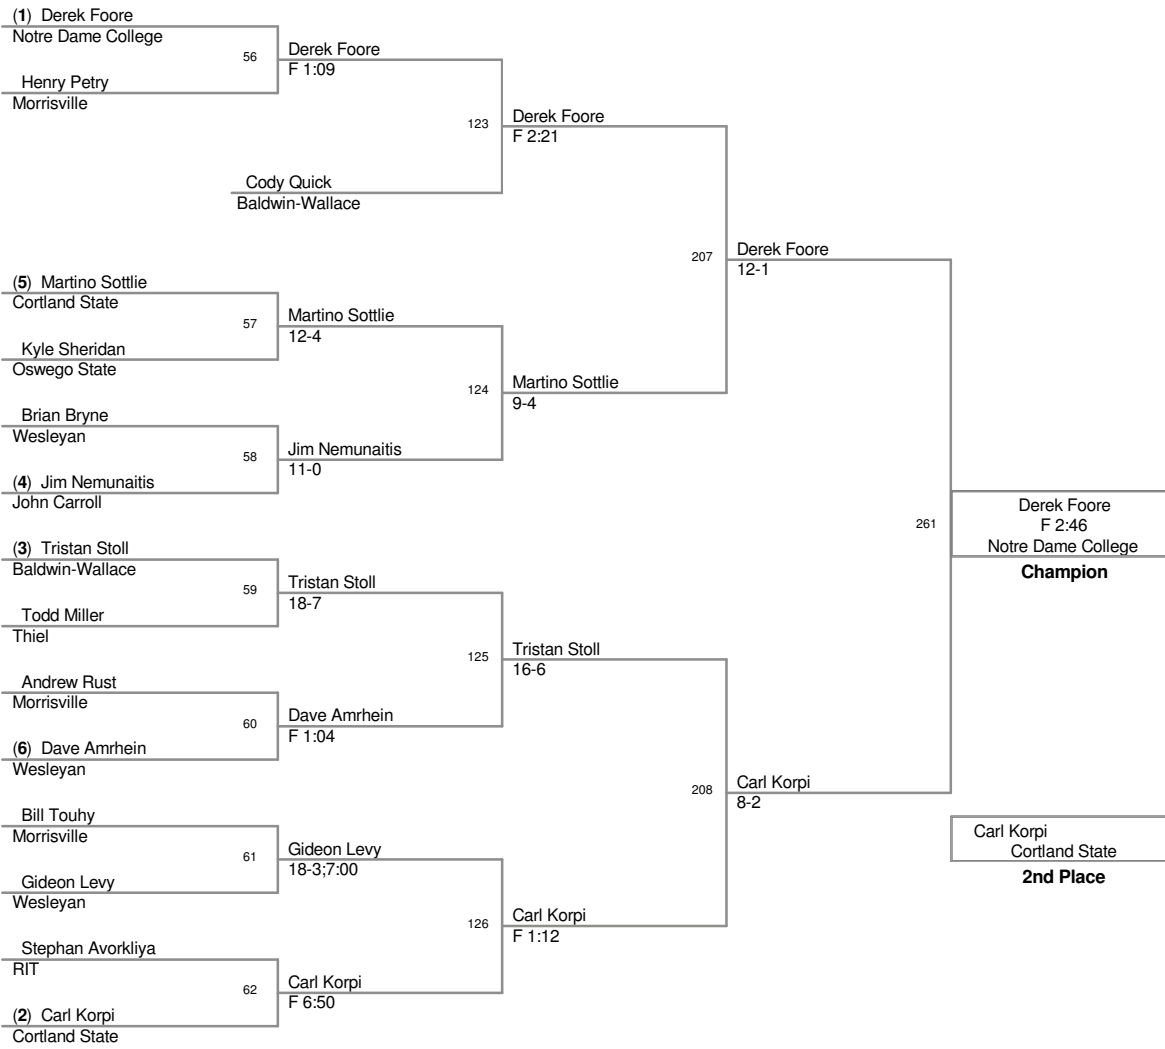 (1) Derek Foore
Notre Dame College
56
Derek Foore
F 1:09
Henry Petry
Morrisville
123
Derek Foore
F 2:21
Cody Quick
Baldwin-Wallace
207
Derek Foore
12-1
(5) Martino Sottlie
Cortland State
57
Martino Sottlie
12-4
Kyle Sheridan
Oswego State
124
Martino Sottlie
9-4
Brian Bryne
Wesleyan
58
Jim Nemunaitis
11-0
(4) Jim Nemunaitis
John Carroll
261
Derek Foore
F 2:46
Notre Dame College
Champion
(3) Tristan Stoll
Baldwin-Wallace
59
Tristan Stoll
18-7
Todd Miller
Thiel
125
Tristan Stoll
16-6
Andrew Rust
Morrisville
60
Dave Amrhein
F 1:04
(6) Dave Amrhein
Wesleyan
208
Carl Korpi
8-2
Bill Touhy
Morrisville
61
Gideon Levy
18-3;7:00
Gideon Levy
Wesleyan
126
Carl Korpi
F 1:12
Stephan Avorkliya
RIT
62
Carl Korpi
F 6:50
(2) Carl Korpi
Cortland State
Carl Korpi
Cortland State
2nd Place